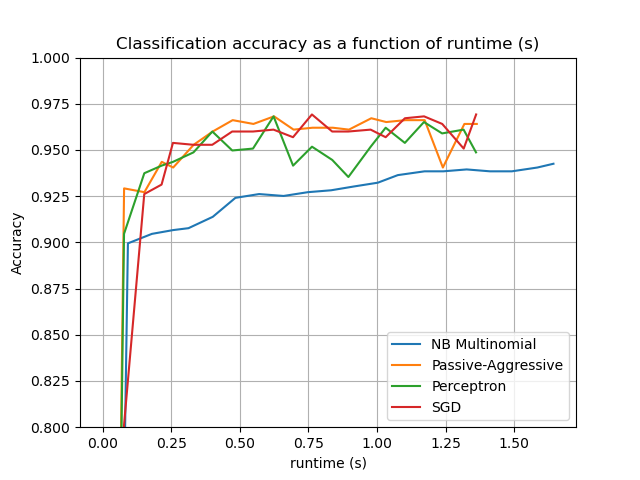 Classification accuracy as a function of runtime (s)
1.000
0.975
0.950
0.925
0.900
0.875
0.850
0.825
0.800
Accuracy
NB Multinomial
Passive-Aggressive
Perceptron
SGD
0.00 0.25 0.50 0.75 1.00 1.25 1.50
runtime (s)